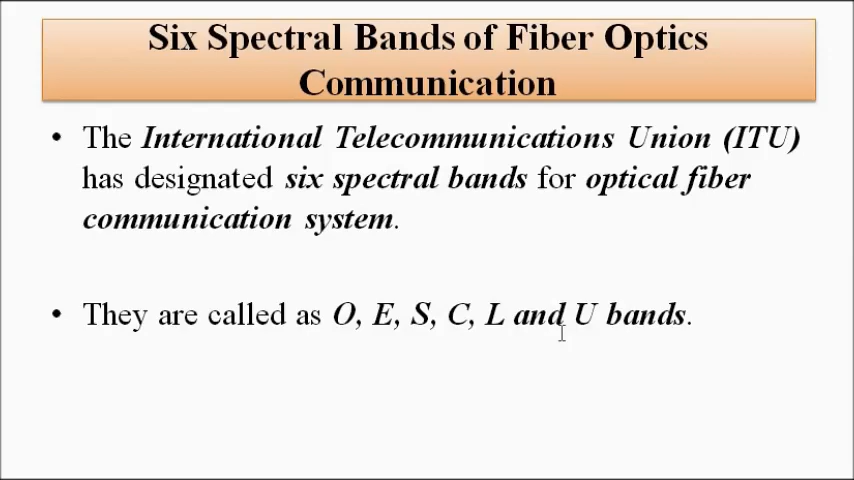 Six Spectral Bands of Fiber Optics
Communication
• The International Telecommunications Union (ITU)
has designated six spectral bands for optical fiber
communication system.
• They are called as O, E, S, C, L and U bands.